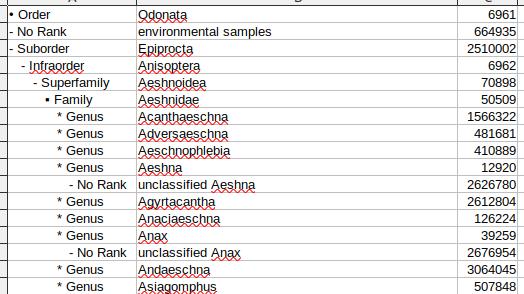 • Order Odonata 6961
- No Rank environmental samples 664935
- Suborder Epiprocta 2510002
- Infraorder Anisoptera 6962
- Superfamily Aeshnoidea 70898
▪ Family Aeshnidae 50509
* Genus Acanthaeschna 1566322
* Genus Adversaeschna 481681
* Genus Aeschnophlebia 410889
* Genus Aeshna 12920
- No Rank unclassified Aeshna 2626780
* Genus Agyrtacantha 2612804
* Genus Anaciaeschna 126224
* Genus Anax 39259
- No Rank unclassified Anax 2676954
* Genus Andaeschna 3064045
* Genus Asiagomphus 507848